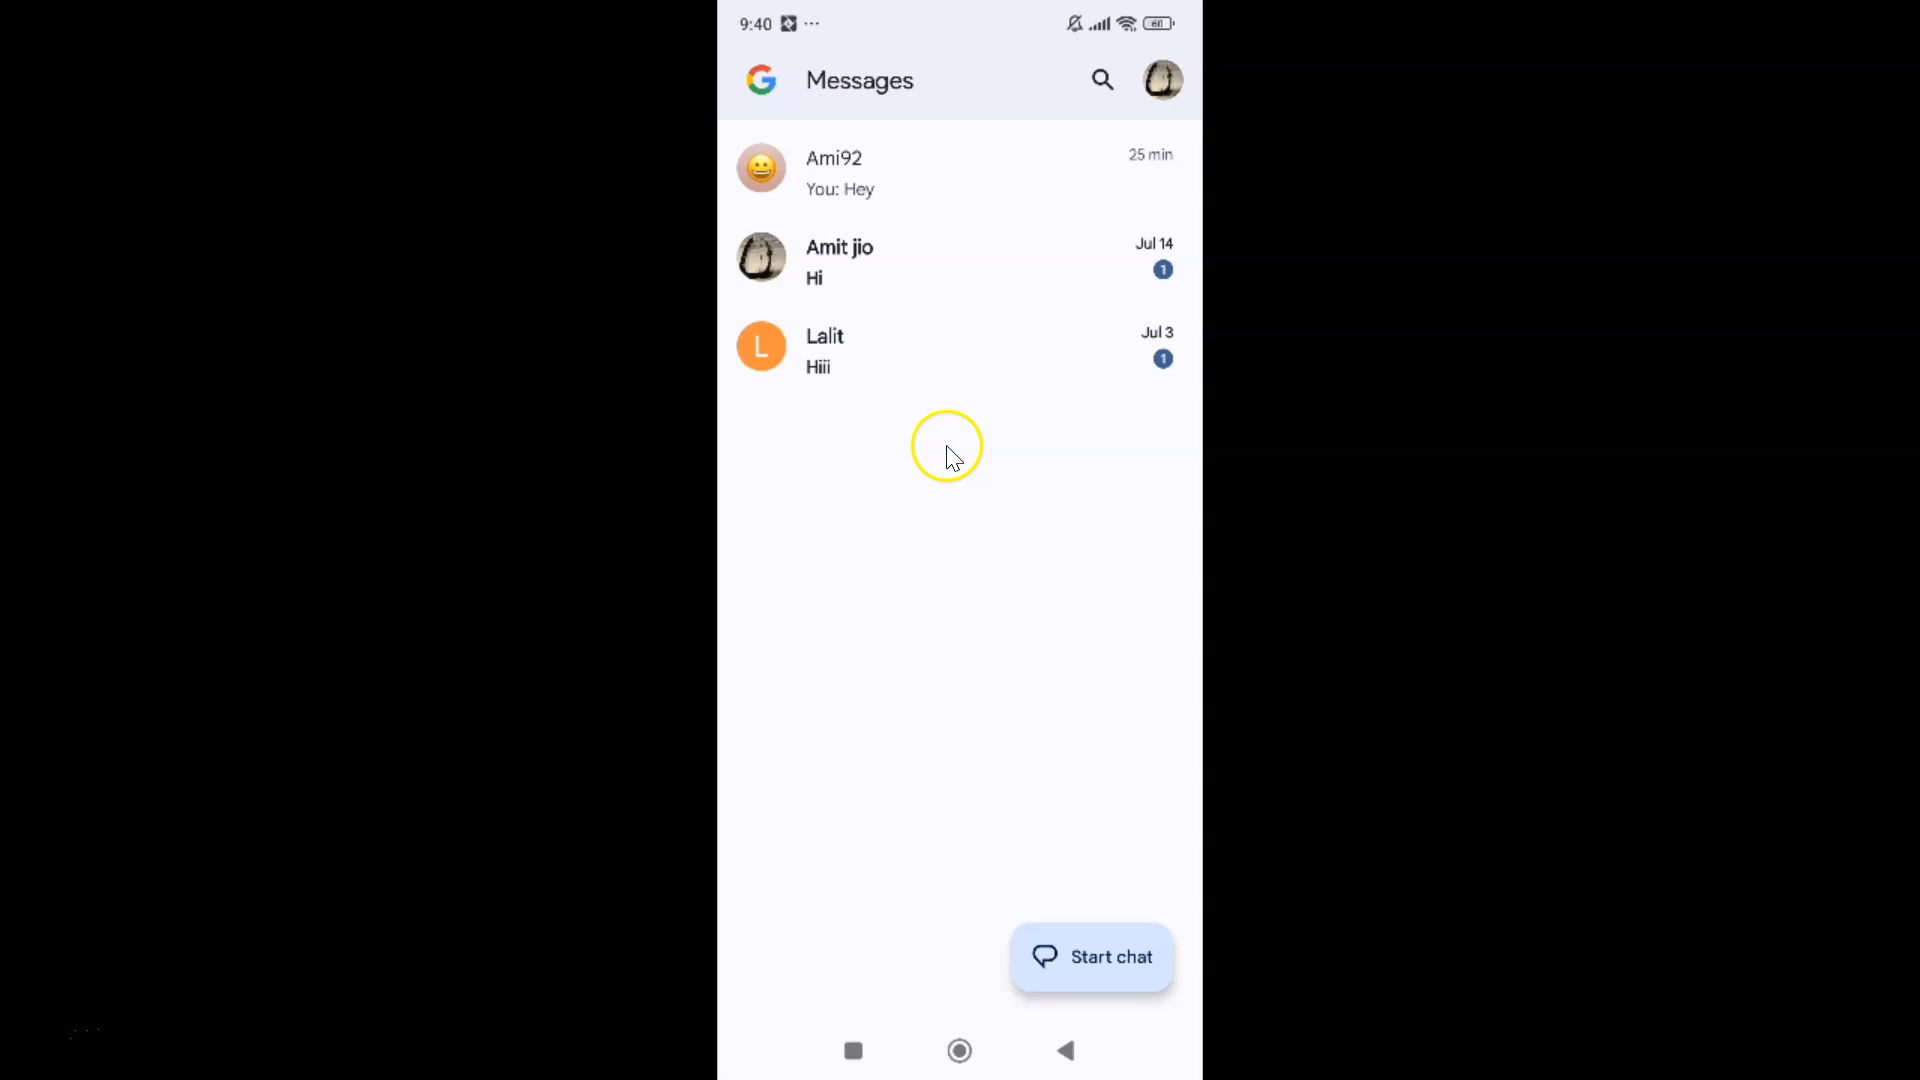 9:40
60
Messages
Ami92
25 min
You: Hey
Amit jio
Jul 14
Hi
1
Lalit
Jul 3
L
Hiii
1
Start chat